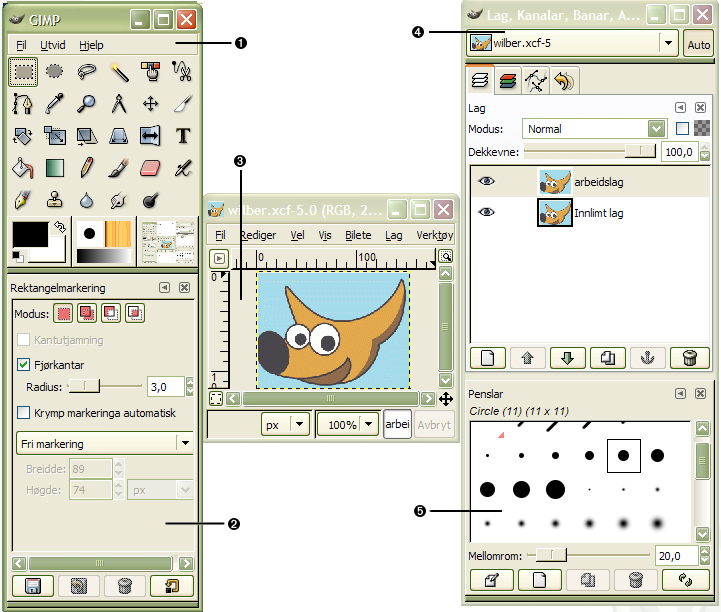 GIMP
Fil Utvid Hjelp
❶
Rektangelmarkering
Modus:
Kantutjamning
Fjørkantar
Radius: 3,0
Krymp markeringa automatisk
Fri markering
Breidde: 89
Høgde: 74 px
❷
❸
wilber.xcf-5.0 (RGB, 2...
Fil Rediger Vel Vis Bilete Lag Verktøy
0 100
0
1
0
px 100% arbei Avbryt
Lag, Kanalar, Banar, A...
❹
wilber.xcf-5 Auto
Lag
Modus: Normal
Dekkevne: 100,0
arbeidslag
Innlimt lag
Penslar
Circle (11) (11 x 11)
❺
Mellomrom: 20,0